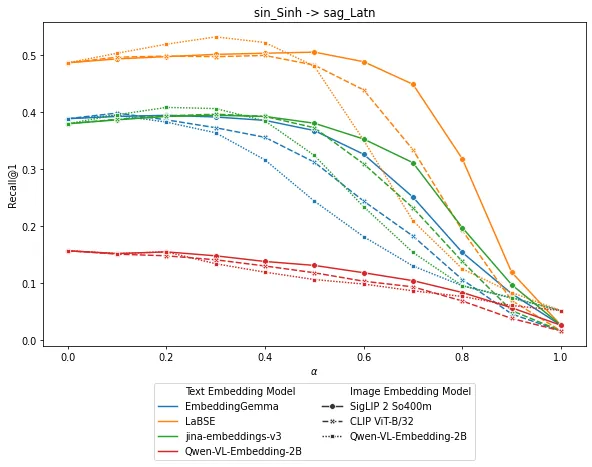 sin_Sinh -> sag_Latn
Recall@1
0.5
0.4
0.3
0.2
0.1
0.0
0.0 0.2 0.4 0.6 0.8 1.0
α
Text Embedding Model
EmbeddingGemma
LaBSE
jina-embeddings-v3
Qwen-VL-Embedding-2B
Image Embedding Model
SigLIP 2 So400m
CLIP ViT-B/32
Qwen-VL-Embedding-2B